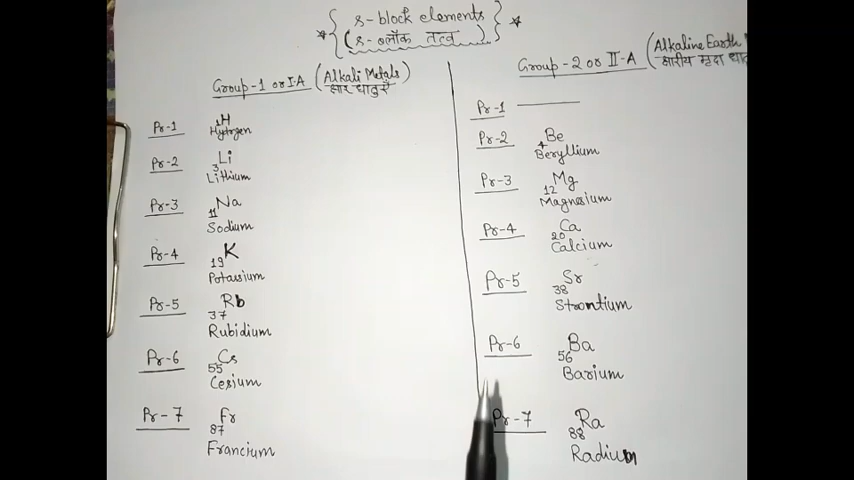 s-block elements
(s-ब्लॉक तत्व)
Group-1 or I-A (Alkali Metals)
क्षार धातुएँ
Pr-1 1H
Hydrogen
Pr-2 3Li
Lithium
Pr-3 11Na
Sodium
Pr-4 19K
Potassium
Pr-5 37Rb
Rubidium
Pr-6 55Cs
Cesium
Pr-7 87Fr
Francium
Group-2 or II-A (Alkaline Earth
क्षारीय मृदा
Pr-1
Pr-2 4Be
Beryllium
Pr-3 12Mg
Magnesium
Pr-4 20Ca
Calcium
Pr-5 38Sr
Strontium
Pr-6 56Ba
Barium
Pr-7 88Ra
Radium